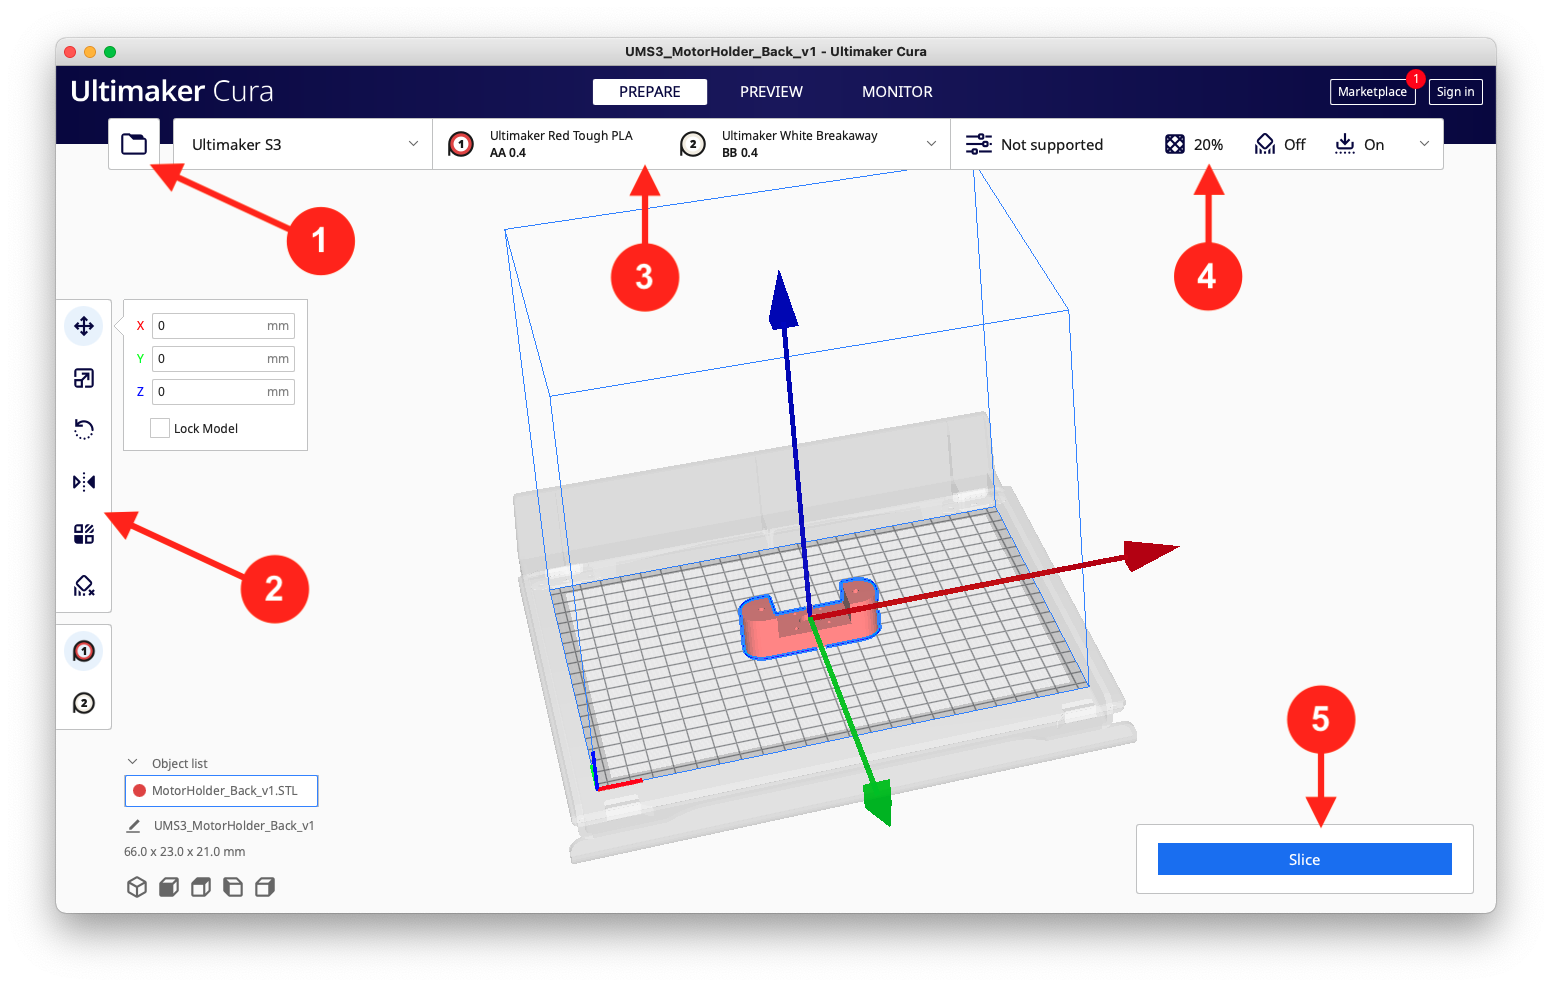 UMS3_MotorHolder_Back_v1 - Ultimaker Cura
Ultimaker Cura
PREPARE
PREVIEW
MONITOR
Marketplace
1
Sign in
Ultimaker S3
1
Ultimaker Red Tough PLA
AA 0.4
2
Ultimaker White Breakaway
BB 0.4
Not supported
20%
Off
On
1
3
4
X 0 mm
Y 0 mm
Z 0 mm
Lock Model
2
1
2
5
Object list
MotorHolder_Back_v1.STL
UMS3_MotorHolder_Back_v1
66.0 x 23.0 x 21.0 mm
Slice